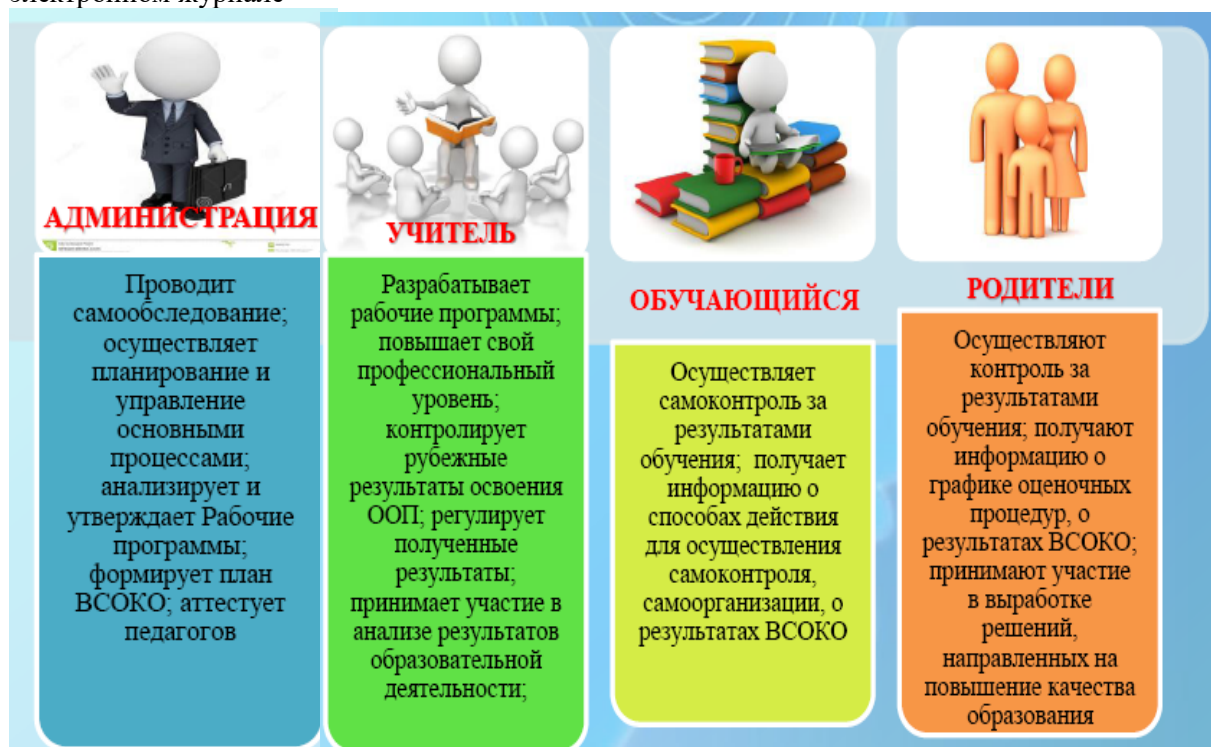 электронном журнале
АДМИНИСТРАЦИЯ
Проводит
самообследование;
осуществляет
планирование и
управление
основными
процессами;
анализирует и
утверждает Рабочие
программы;
формирует план
ВСОКО; аттестует
педагогов
УЧИТЕЛЬ
Разрабатывает
рабочие программы;
повышает свой
профессиональный
уровень;
контролирует
рубежные
результаты освоения
ООП; регулирует
полученные
результаты;
принимает участие в
анализе результатов
образовательной
деятельности;
ОБУЧАЮЩИЙСЯ
Осуществляет
самоконтроль за
результатами
обучения; получает
информацию о
способах действия
для осуществления
самоконтроля,
самоорганизации, о
результатах ВСОКО
РОДИТЕЛИ
Осуществляют
контроль за
результатами
обучения; получают
информацию о
графике оценочных
процедур, о
результатах ВСОКО;
принимают участие
в выработке
решений,
направленных на
повышение качества
образования